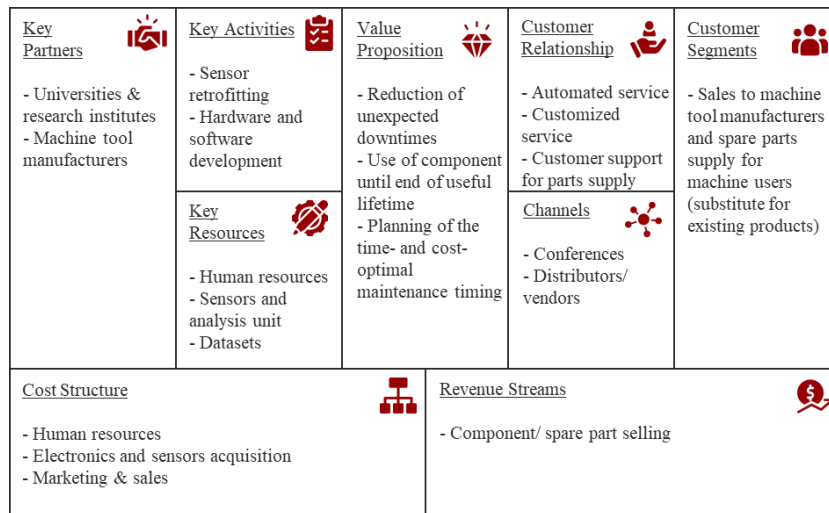 Key
Partners
- Universities &
research institutes
- Machine tool
manufacturers
Key Activities
- Sensor
retrofitting
- Hardware and
software
development
Key
Resources
- Human resources
- Sensors and
analysis unit
- Datasets
Value
Proposition
- Reduction of
unexpected
downtimes
- Use of component
until end of useful
lifetime
- Planning of the
time- and cost-
optimal
maintenance timing
Customer
Relationship
- Automated service
- Customized
service
- Customer support
for parts supply
Channels
- Conferences
- Distributors/
vendors
Customer
Segments
- Sales to machine
tool manufacturers
and spare parts
supply for
machine users
(substitute for
existing products)
Cost Structure
- Human resources
- Electronics and sensors acquisition
- Marketing & sales
Revenue Streams
- Component/ spare part selling
$